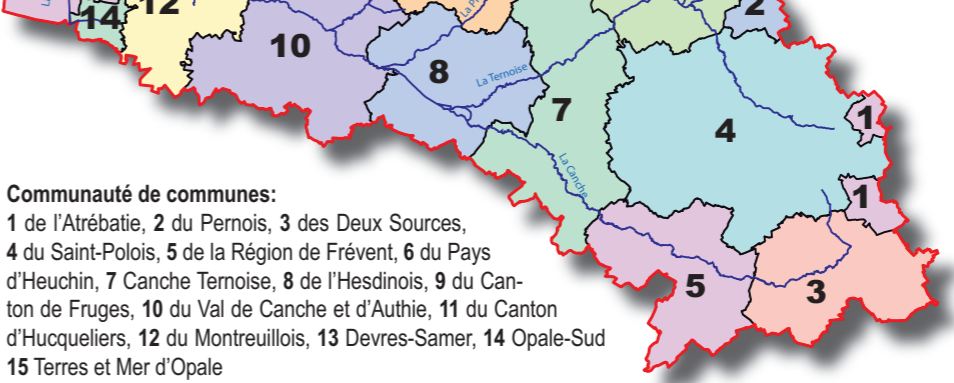 14
12
2
10
8
La Ternoise
7
4
1
La Canche
1
5
3
Communauté de communes:
1 de l'Atrébatie, 2 du Pernois, 3 des Deux Sources,
4 du Saint-Polois, 5 de la Région de Frévent, 6 du Pays
d'Heuchin, 7 Canche Ternoise, 8 de l'Hesdinois, 9 du Can-
ton de Fruges, 10 du Val de Canche et d'Authie, 11 du Canton
d'Hucqueliers, 12 du Montreuillois, 13 Devres-Samer, 14 Opale-Sud
15 Terres et Mer d'Opale